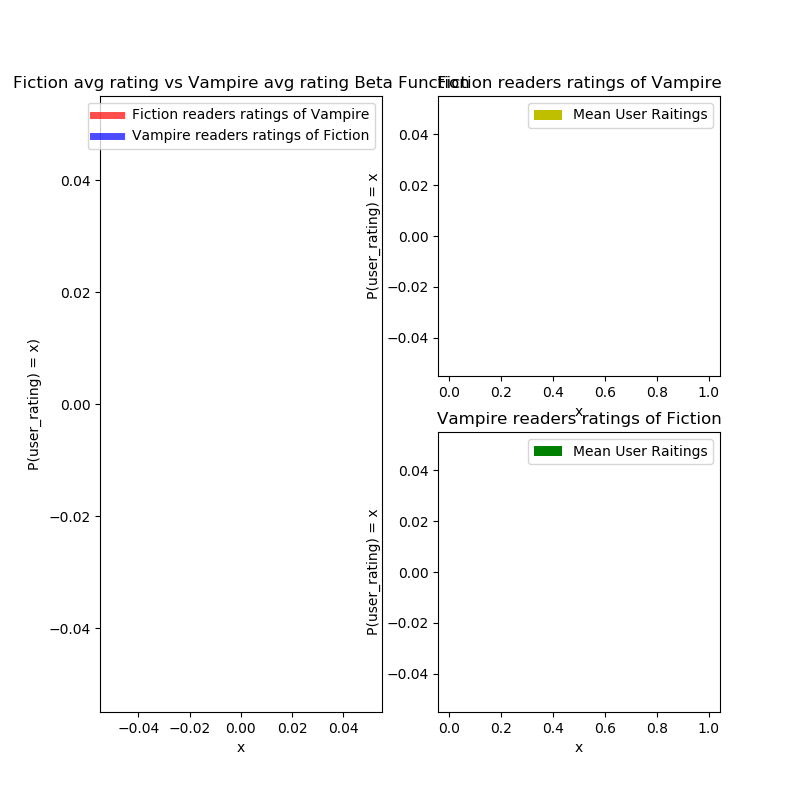 Fiction avg rating vs Vampire avg rating Beta Function
Fiction readers ratings of Vampire
Vampire readers ratings of Fiction
P(user_rating) = x)
0.04
0.02
0.00
−0.02
−0.04
−0.04 −0.02 0.00 0.02 0.04
x
Fiction readers ratings of Vampire
Mean User Raitings
P(user_rating) = x
0.04
0.02
0.00
−0.02
−0.04
0.0 0.2 0.4 0.6 0.8 1.0
x
Vampire readers ratings of Fiction
Mean User Raitings
P(user_rating) = x
0.04
0.02
0.00
−0.02
−0.04
0.0 0.2 0.4 0.6 0.8 1.0
x